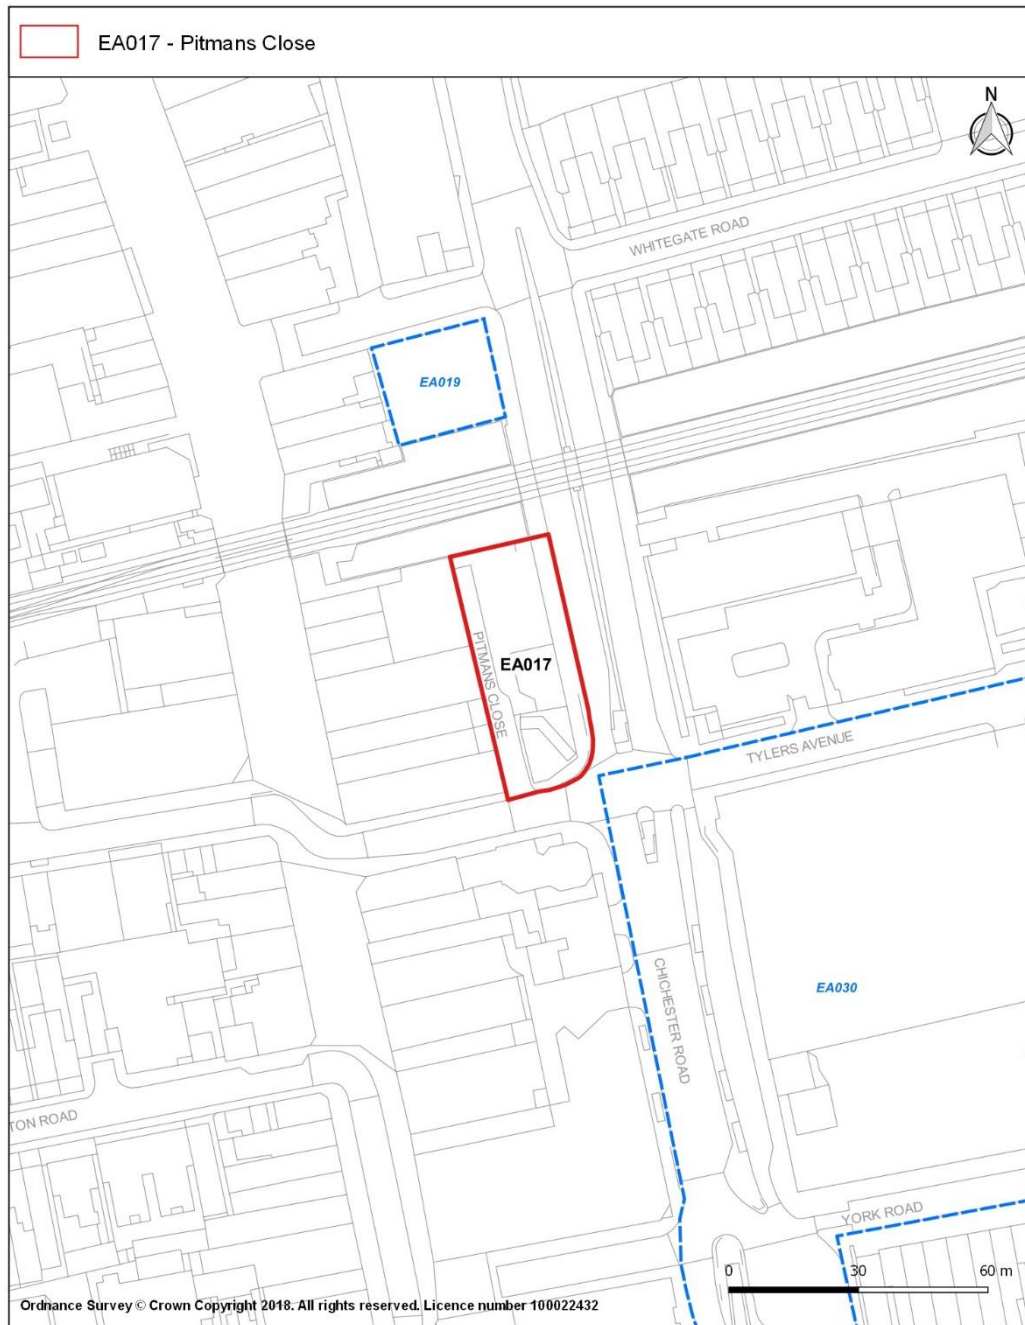 EA017 - Pitmans Close
N
WHITEGATE ROAD
EA019
PITMANS CLOSE
EA017
TYLERS AVENUE
CHICHESTER ROAD
EA030
TON ROAD
YORK ROAD
0 30 60 m
Ordnance Survey © Crown Copyright 2018. All rights reserved. Licence number 100022432